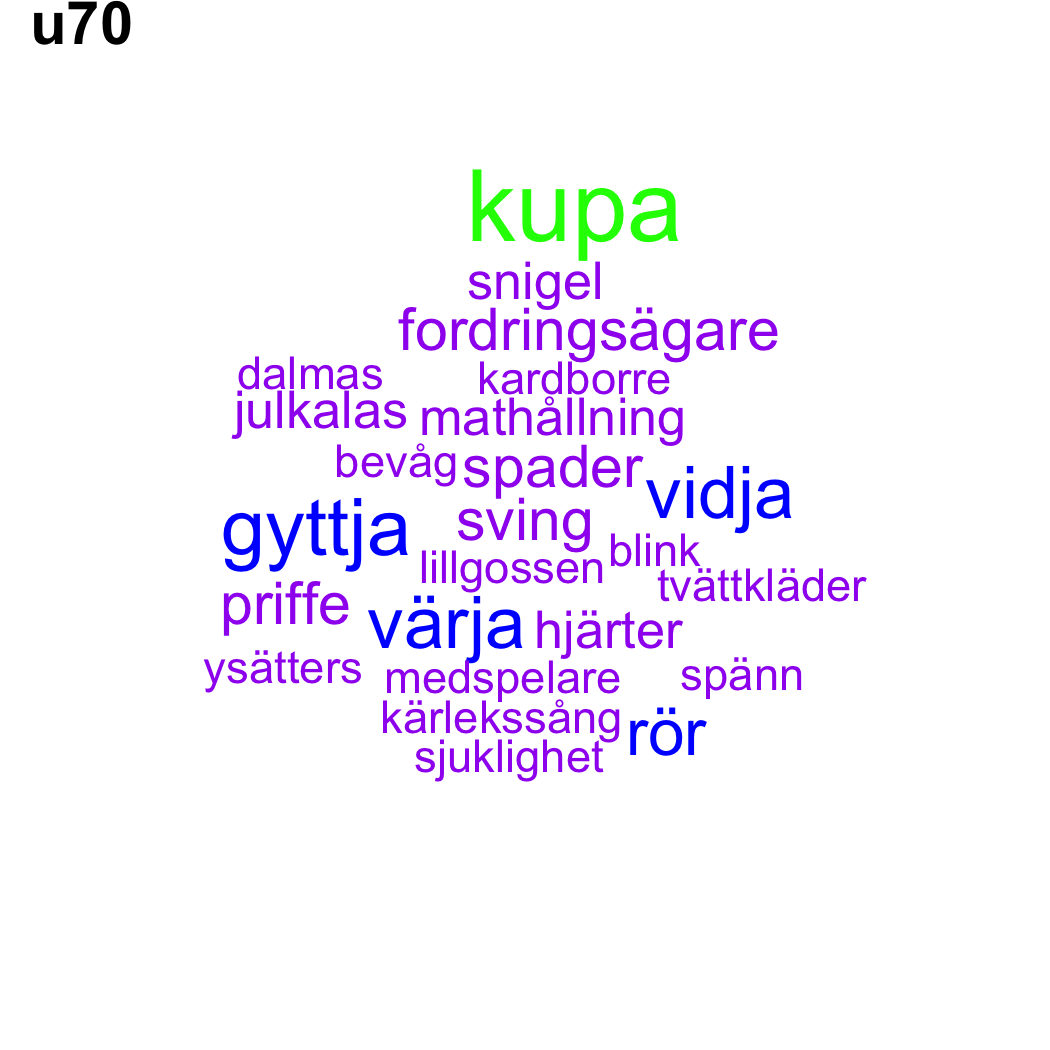 u70
kupa
snigel
fordringsägare
dalmas kardborre
julkalas mathållning
bevåg spader vidja
gyttja sving blink
lillgossen tvättkläder
priffe värja hjärter
ysätters medspelare spänn
kärlekssång rör
sjuklighet